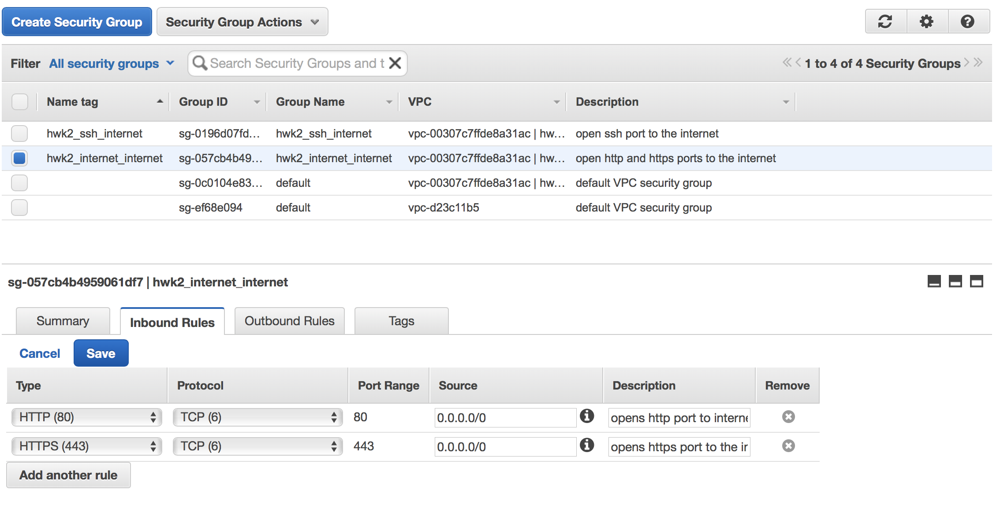 Create Security Group Security Group Actions
Filter All security groups Search Security Groups and t 1 to 4 of 4 Security Groups
Name tag Group ID Group Name VPC Description
hwk2_ssh_internet sg-0196d07fd... hwk2_ssh_internet vpc-00307c7ffde8a31ac | hw... open ssh port to the internet
hwk2_internet_internet sg-057cb4b49... hwk2_internet_internet vpc-00307c7ffde8a31ac | hw... open http and https ports to the internet
sg-0c0104e83... default vpc-00307c7ffde8a31ac | hw... default VPC security group
sg-ef68e094 default vpc-d23c11b5 default VPC security group
sg-057cb4b4959061df7 | hwk2_internet_internet
Summary Inbound Rules Outbound Rules Tags
Cancel Save
Type Protocol Port Range Source Description Remove
HTTP (80) TCP (6) 80 0.0.0.0/0 opens http port to interne
HTTPS (443) TCP (6) 443 0.0.0.0/0 opens https port to the in
Add another rule